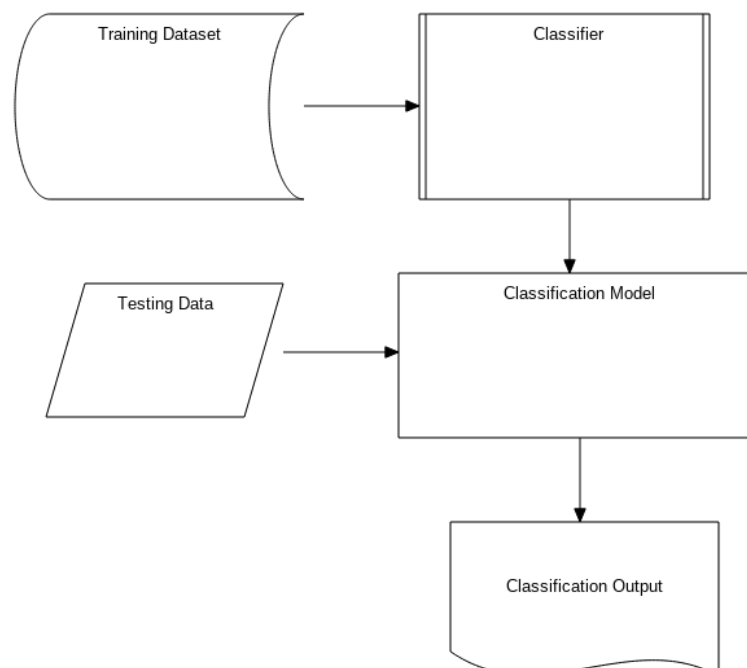 Training Dataset
Classifier
Testing Data
Classification Model
Classification Output